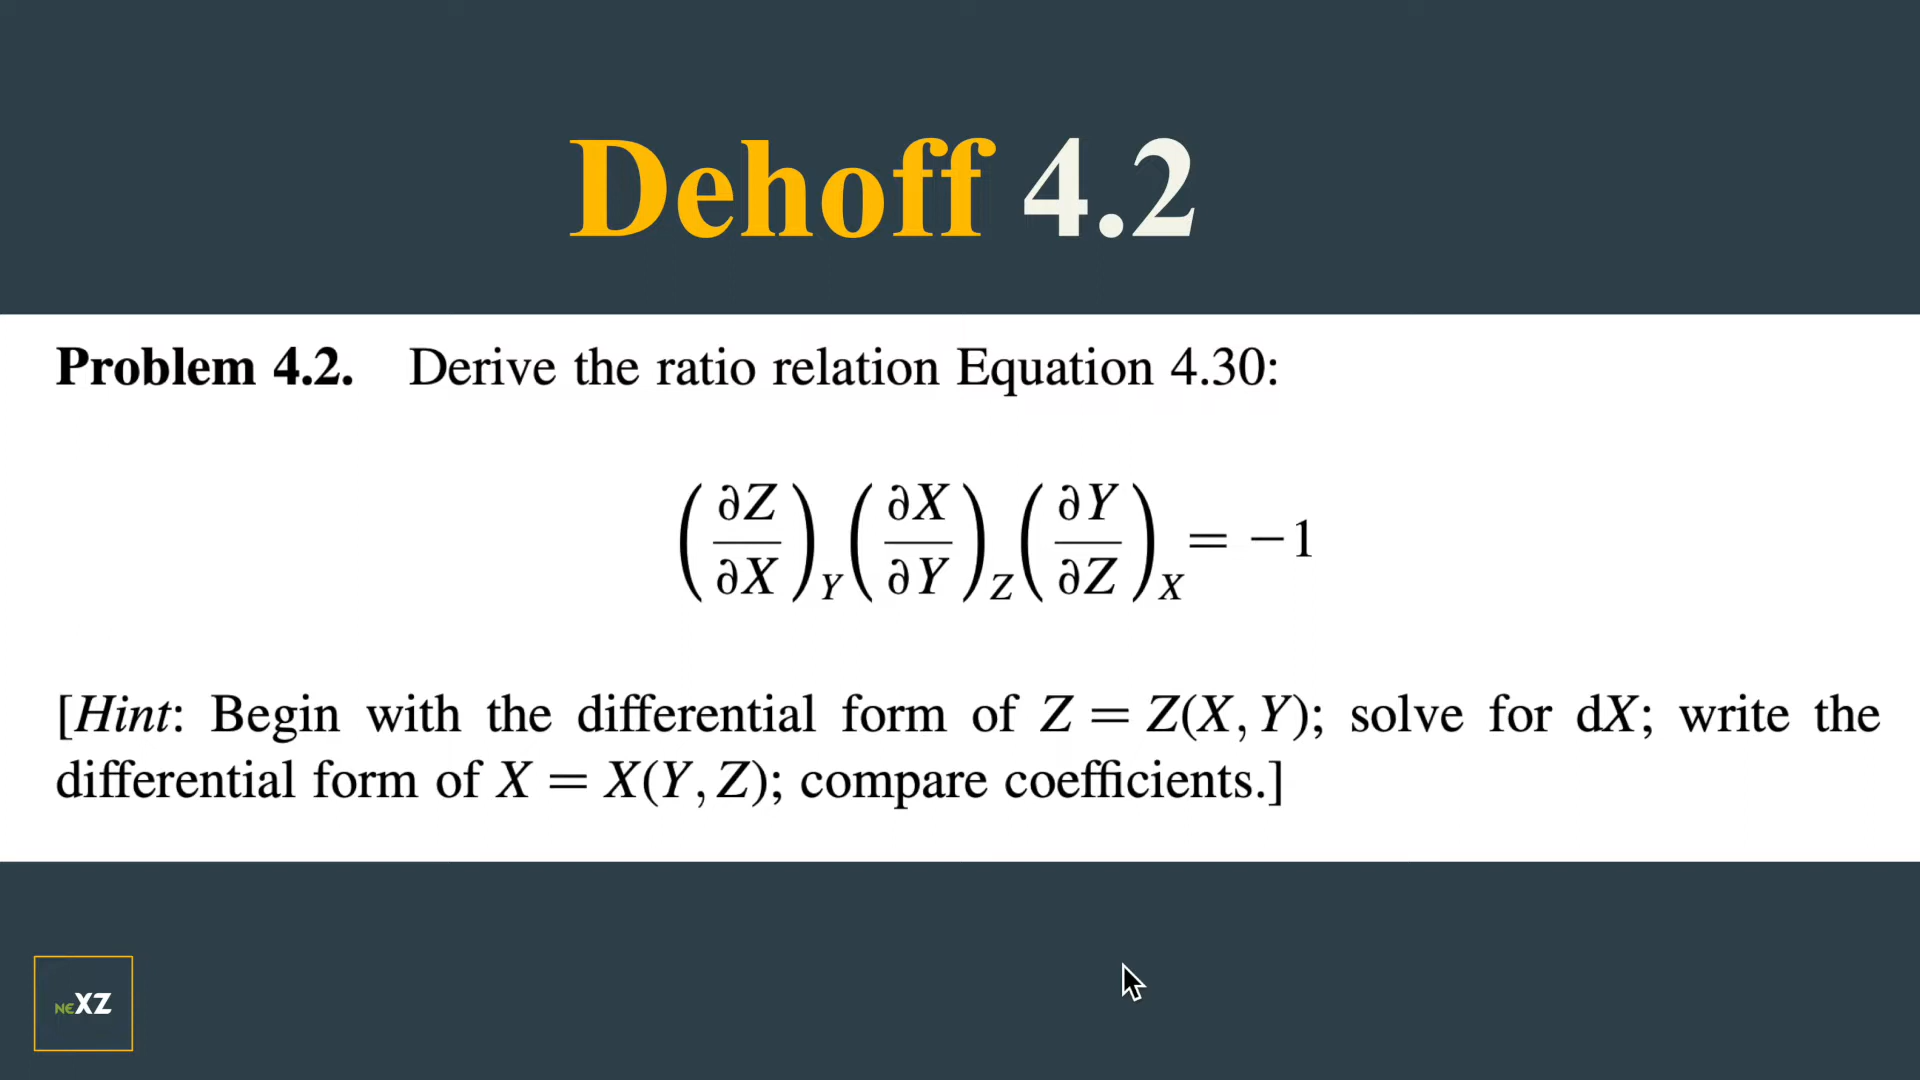 Dehoff 4.2
Problem 4.2. Derive the ratio relation Equation 4.30:
(∂Z/∂X)_Y (∂X/∂Y)_Z (∂Y/∂Z)_X = −1
[Hint: Begin with the differential form of Z = Z(X, Y); solve for dX; write the
differential form of X = X(Y, Z); compare coefficients.]
NEXZ